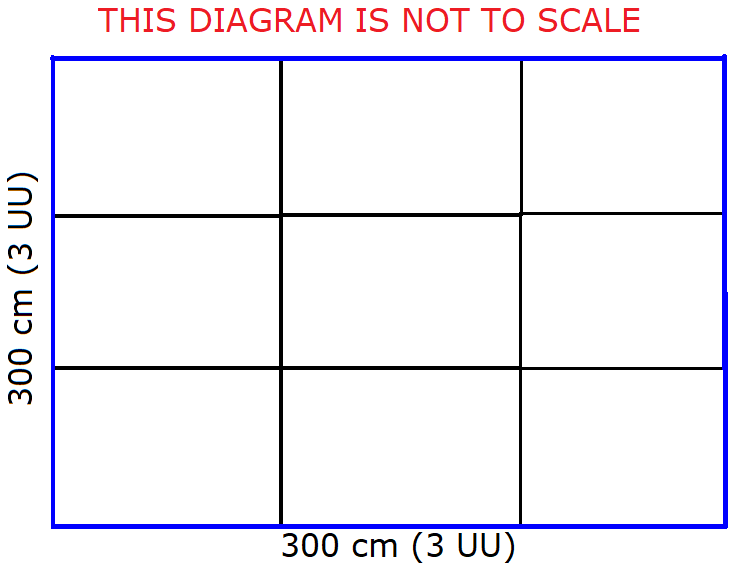 THIS DIAGRAM IS NOT TO SCALE
300 cm (3 UU)
300 cm (3 UU)